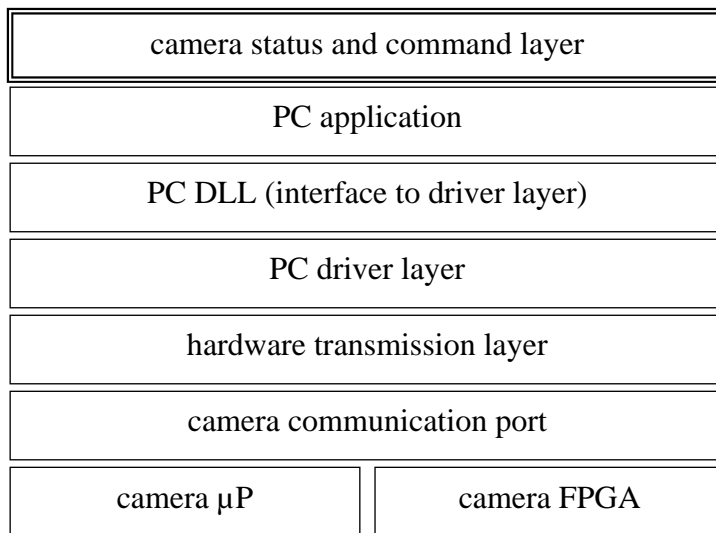 camera status and command layer
PC application
PC DLL (interface to driver layer)
PC driver layer
hardware transmission layer
camera communication port
camera µP
camera FPGA